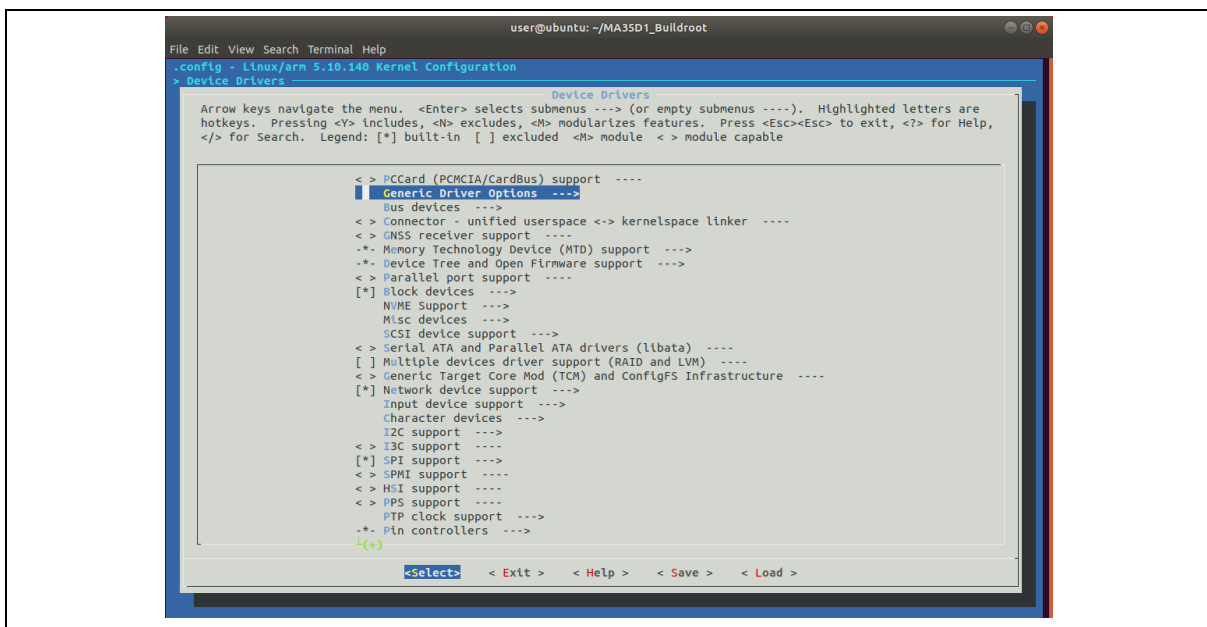 user@ubuntu: ~/MA35D1_Buildroot
File Edit View Search Terminal Help
.config - Linux/arm 5.10.140 Kernel Configuration
> Device Drivers
Device Drivers
Arrow keys navigate the menu. <Enter> selects submenus ---> (or empty submenus ----). Highlighted letters are
hotkeys. Pressing <Y> includes, <N> excludes, <M> modularizes features. Press <Esc><Esc> to exit, <?> for Help,
</> for Search. Legend: [*] built-in [ ] excluded <M> module < > module capable
< > PCCard (PCMCIA/CardBus) support ----
Generic Driver Options --->
Bus devices --->
< > Connector - unified userspace <-> kernelspace linker ----
< > GNSS receiver support ----
-*- Memory Technology Device (MTD) support --->
-*- Device Tree and Open Firmware support --->
< > Parallel port support ----
[*] Block devices --->
NVME Support --->
Misc devices --->
SCSI device support --->
< > Serial ATA and Parallel ATA drivers (libata) ----
[ ] Multiple devices driver support (RAID and LVM) ----
< > Generic Target Core Mod (TCM) and ConfigFS Infrastructure ----
[*] Network device support --->
Input device support --->
Character devices --->
I2C support --->
< > I3C support ----
[*] SPI support --->
< > SPMI support ----
< > HSI support ----
< > PPS support ----
PTP clock support --->
-*- Pin controllers --->
┴(+)
<Select> < Exit > < Help > < Save > < Load >